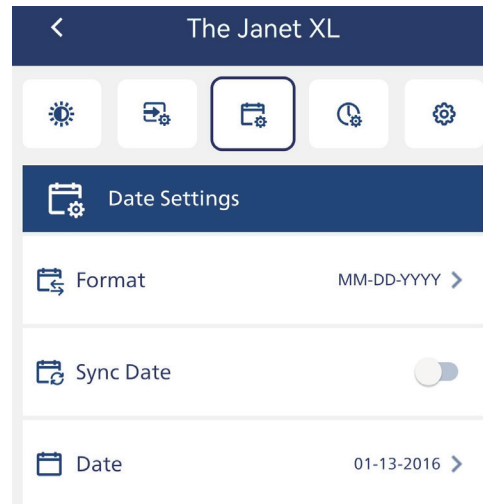 The Janet XL
Date Settings
Format MM-DD-YYYY
Sync Date
Date 01-13-2016